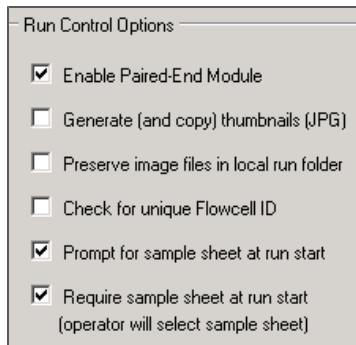 Run Control Options
Enable Paired-End Module
Generate (and copy) thumbnails (JPG)
Preserve image files in local run folder
Check for unique Flowcell ID
Prompt for sample sheet at run start
Require sample sheet at run start
(operator will select sample sheet)